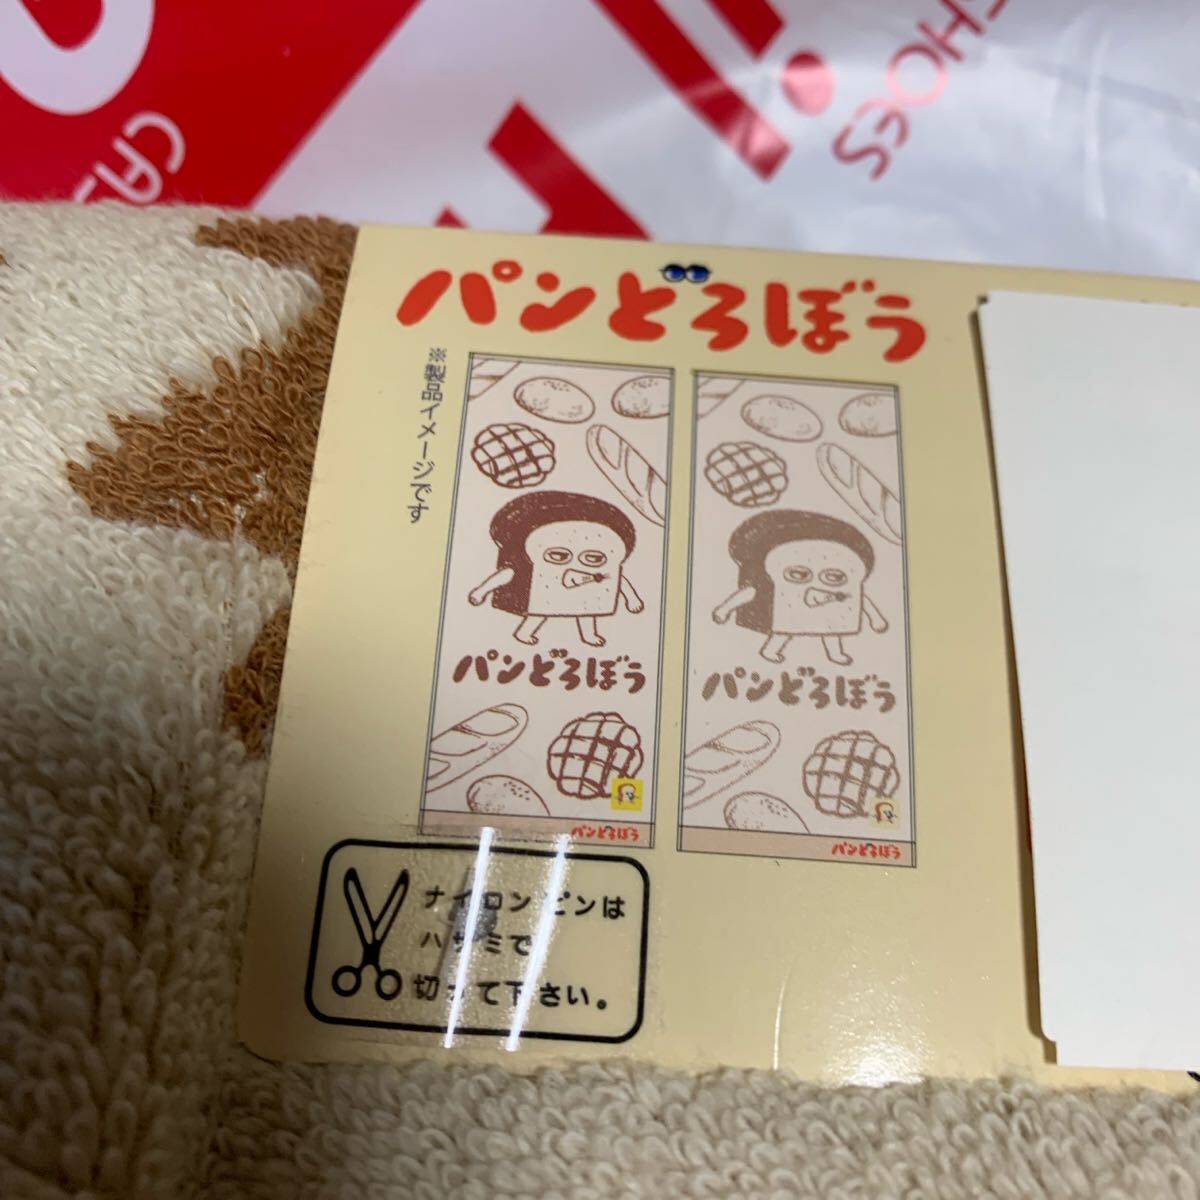 CHOES
CA
パンどろぼう
※製品イメージです
パンどろぼう
パンどろぼう
パンどろぼう
パンどろぼう
ナイロンピンは
ハサミで
切って下さい。